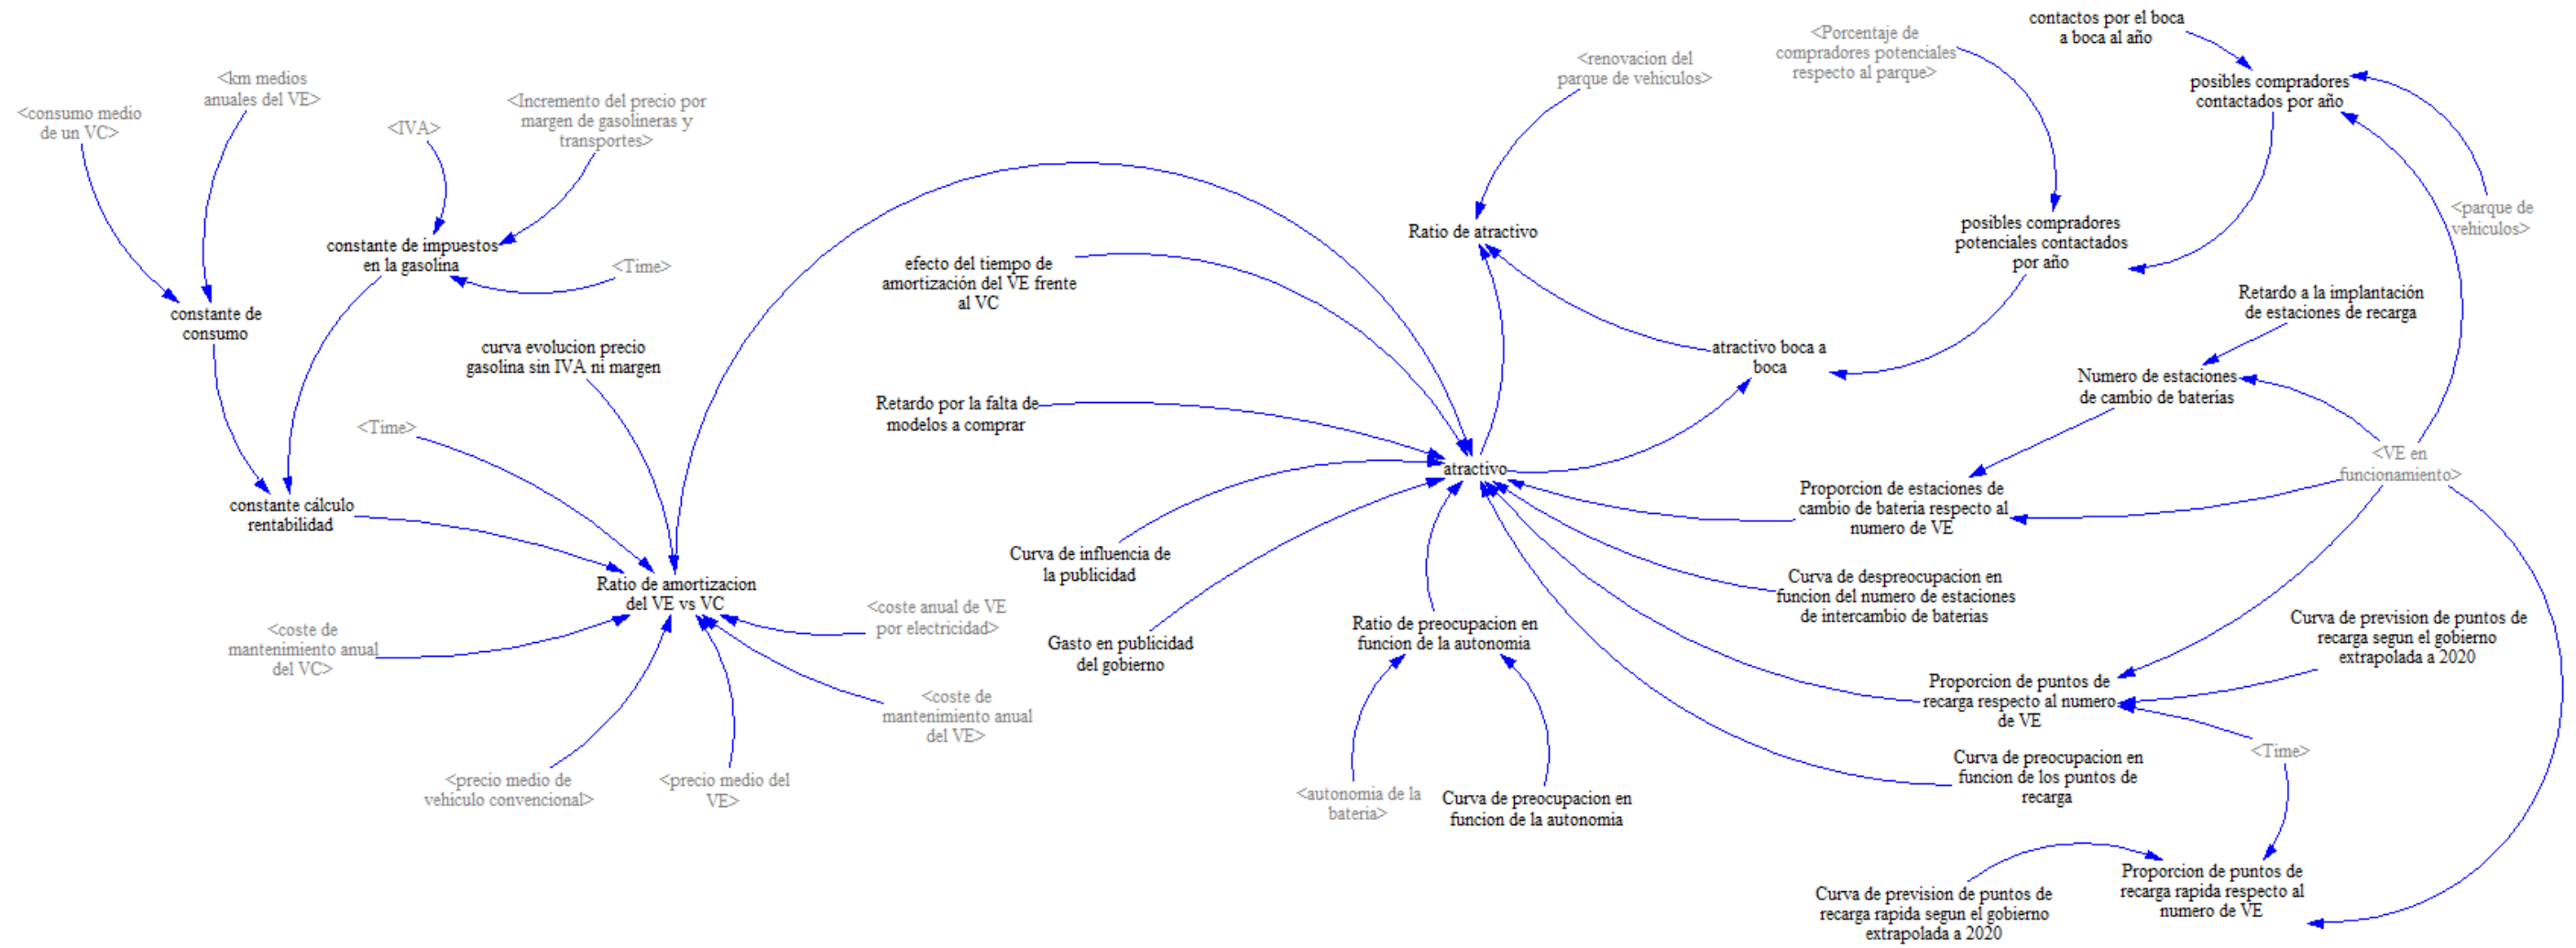 contactos por el boca
a boca al año
<Porcentaje de
compradores potenciales
respecto al parque>
<renovacion del
parque de vehiculos>
<km medios
anuales del VE>
posibles compradores
contactados por año
<Incremento del precio por
margen de gasolineras y
transportes>
<consumo medio
de un VC>
<IVA>
<parque de
vehiculos>
Ratio de atractivo
posibles compradores
potenciales contactados
por año
constante de impuestos
en la gasolina
<Time>
efecto del tiempo de
amortización del VE frente
al VC
Retardo a la implantación
de estaciones de recarga
constante de
consumo
curva evolucion precio
gasolina sin IVA ni margen
atractivo boca a
boca
Numero de estaciones
de cambio de baterias
Retardo por la falta de
modelos a comprar
<Time>
<VE en
funcionamiento>
atractivo
Proporcion de estaciones de
cambio de bateria respecto al
numero de VE
constante cálculo
rentabilidad
Curva de influencia de
la publicidad
Ratio de amortizacion
del VE vs VC
Curva de despreocupacion en
funcion del numero de estaciones
de intercambio de baterias
<coste anual de VE
por electricidad>
<coste de
mantenimiento anual
del VC>
Gasto en publicidad
del gobierno
Ratio de preocupacion en
funcion de la autonomia
Curva de prevision de puntos de
recarga segun el gobierno
extrapolada a 2020
Proporcion de puntos de
recarga respecto al numero
de VE
<coste de
mantenimiento anual
del VE>
<Time>
Curva de preocupacion en
funcion de los puntos de
recarga
<precio medio de
vehiculo convencional>
<precio medio del
VE>
<autonomia de la
bateria>
Curva de preocupacion en
funcion de la autonomia
Proporcion de puntos de
recarga rapida respecto al
numero de VE
Curva de prevision de puntos de
recarga rapida segun el gobierno
extrapolada a 2020